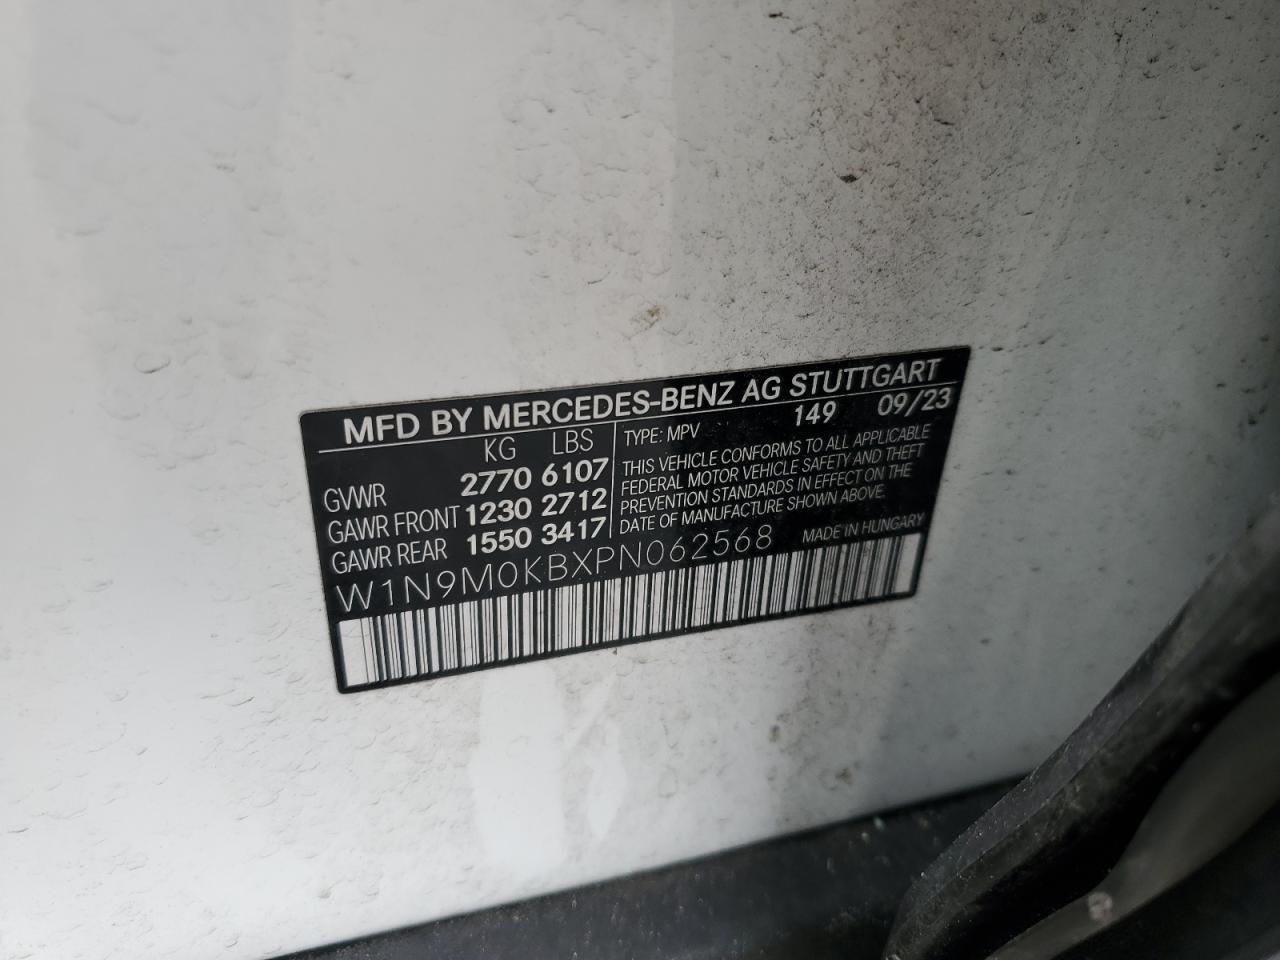 MFD BY MERCEDES-BENZ AG STUTTGART
KG LBS
GVWR 2770 6107
GAWR FRONT 1230 2712
GAWR REAR 1550 3417
TYPE: MPV 149 09/23
THIS VEHICLE CONFORMS TO ALL APPLICABLE
FEDERAL MOTOR VEHICLE SAFETY AND THEFT
PREVENTION STANDARDS IN EFFECT ON THE
DATE OF MANUFACTURE SHOWN ABOVE.
W1N9M0KBXPN062568 MADE IN HUNGARY